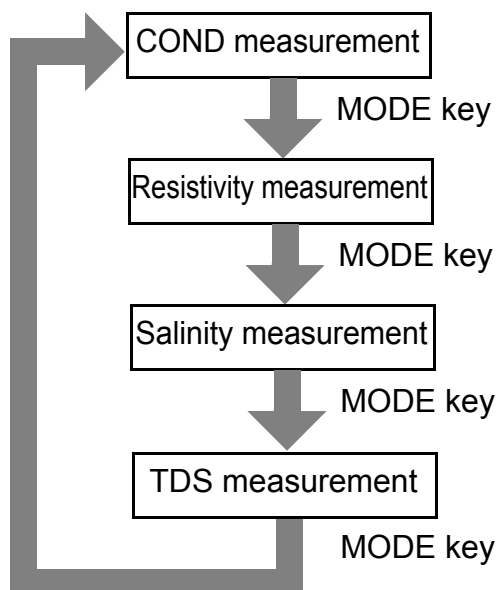 COND measurement
MODE key
Resistivity measurement
MODE key
Salinity measurement
MODE key
TDS measurement
MODE key